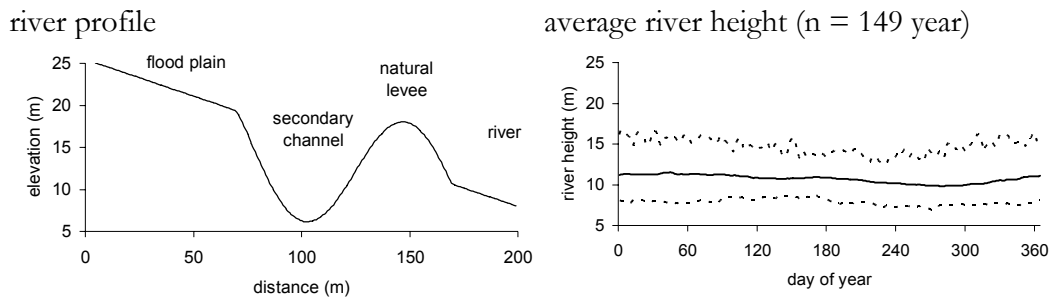 river profile
average river height (n = 149 year)
25
20
15
10
5
elevation (m)
flood plain
secondary
channel
natural
levee
river
0
50
100
150
200
distance (m)
25
20
15
10
5
river height (m)
0
60
120
180
240
300
360
day of year